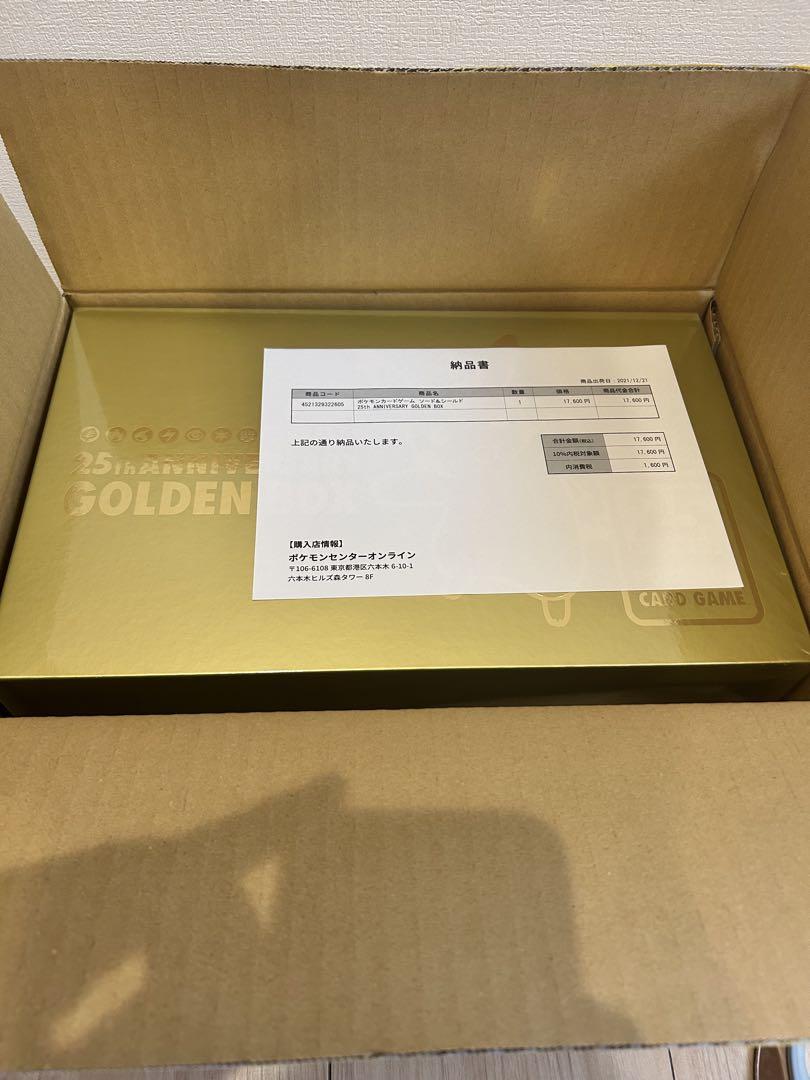 納品書
商品出荷日:2021/12/21
商品コード 商品名 数量 価格 商品代金合計
4521329322605 ポケモンカードゲーム ソード&シールド 1 17,600 円 17,600 円
25th ANNIVERSARY GOLDEN BOX
上記の通り納品いたします。
合計金額(税込) 17,600 円
10%内税対象額 17,600 円
内消費税 1,600 円
【購入店情報】
ポケモンセンターオンライン
〒106-6108 東京都港区六本木 6-10-1
六本木ヒルズ森タワー 8F
25TH ANNIVE
GOLDEN
CARD GAME